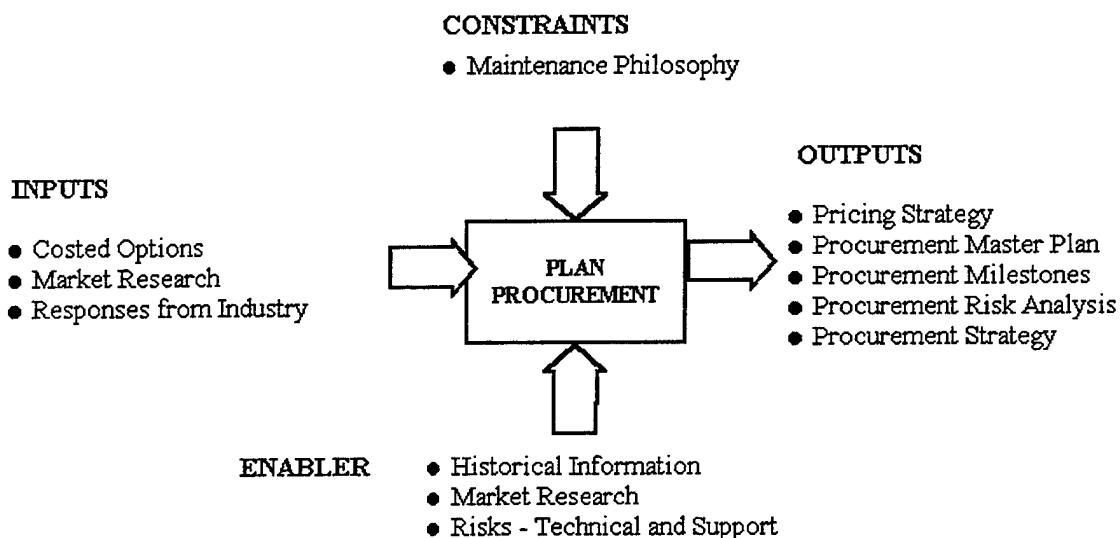 CONSTRAINTS
● Maintenance Philosophy
INPUTS
● Costed Options
● Market Research
● Responses from Industry
PLAN
PROCUREMENT
OUTPUTS
● Pricing Strategy
● Procurement Master Plan
● Procurement Milestones
● Procurement Risk Analysis
● Procurement Strategy
ENABLER
● Historical Information
● Market Research
● Risks - Technical and Support